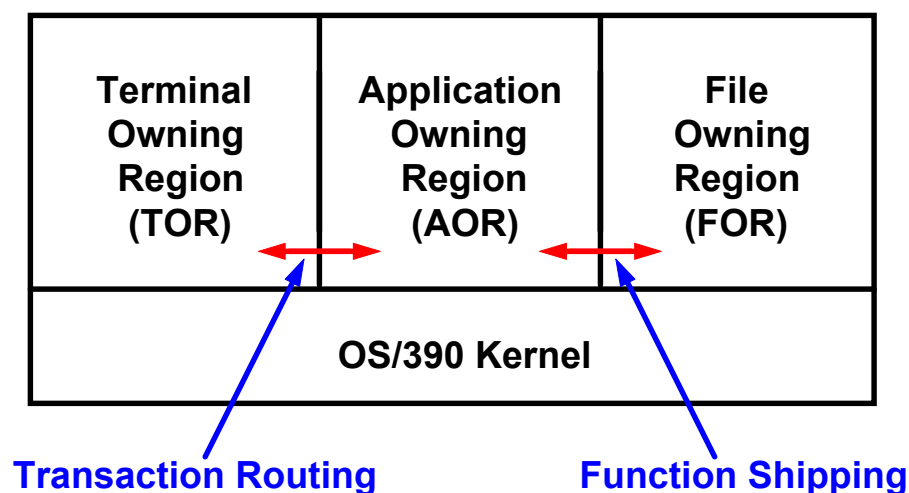 Terminal
Owning
Region
(TOR)
Application
Owning
Region
(AOR)
File
Owning
Region
(FOR)
OS/390 Kernel
Transaction Routing
Function Shipping